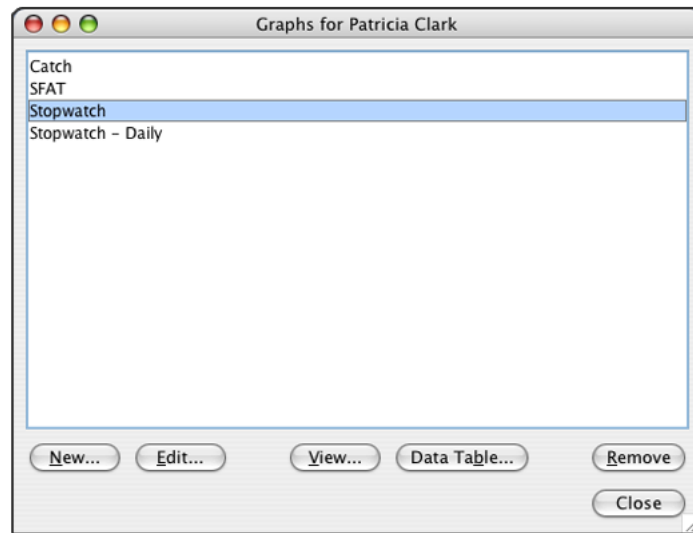 Graphs for Patricia Clark
Catch
SFAT
Stopwatch
Stopwatch – Daily
New... Edit... View... Data Table... Remove
Close